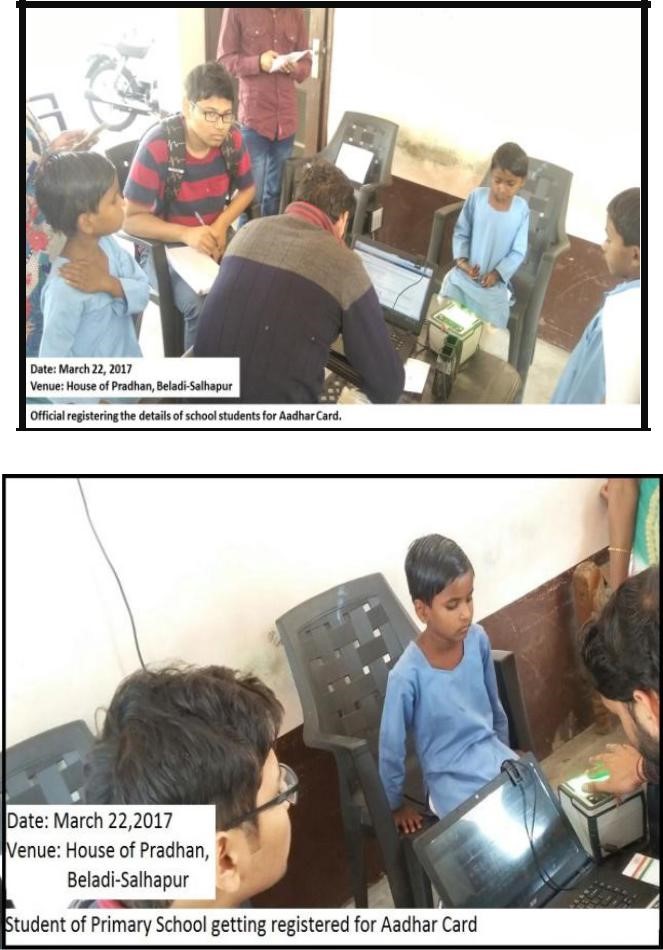 Date: March 22, 2017
Venue: House of Pradhan, Beladi-Salhapur
Official registering the details of school students for Aadhar Card.
Date: March 22,2017
Venue: House of Pradhan,
Beladi-Salhapur
Student of Primary School getting registered for Aadhar Card